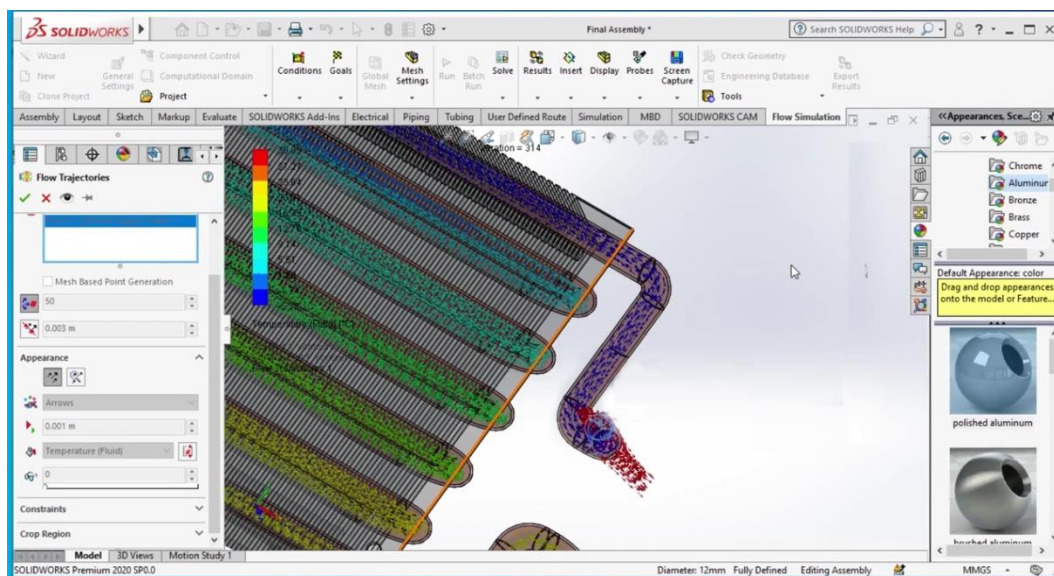 SOLIDWORKS
Final Assembly *
Search SOLIDWORKS Help
Wizard
New
Clone Project
General Settings
Component Control
Computational Domain
Project
Conditions
Goals
Global Mesh
Mesh Settings
Run
Batch Run
Solve
Results
Insert
Display
Probes
Screen Capture
Check Geometry
Engineering Database
Tools
Export Results
Assembly
Layout
Sketch
Markup
Evaluate
SOLIDWORKS Add-Ins
Electrical
Piping
Tubing
User Defined Route
Simulation
MBD
SOLIDWORKS CAM
Flow Simulation
Flow Trajectories
Mesh Based Point Generation
50
0.003 m
Appearance
Arrows
0.001 m
Temperature (Fluid)
0
Constraints
Crop Region
= 314
Appearances, Sce...
Chrome
Aluminur
Bronze
Brass
Copper
Default Appearance: color
Drag and drop appearances
onto the model or Feature...
polished aluminum
brushed aluminum
Model
3D Views
Motion Study 1
SOLIDWORKS Premium 2020 SP0.0
Diameter: 12mm
Fully Defined
Editing Assembly
MMGS